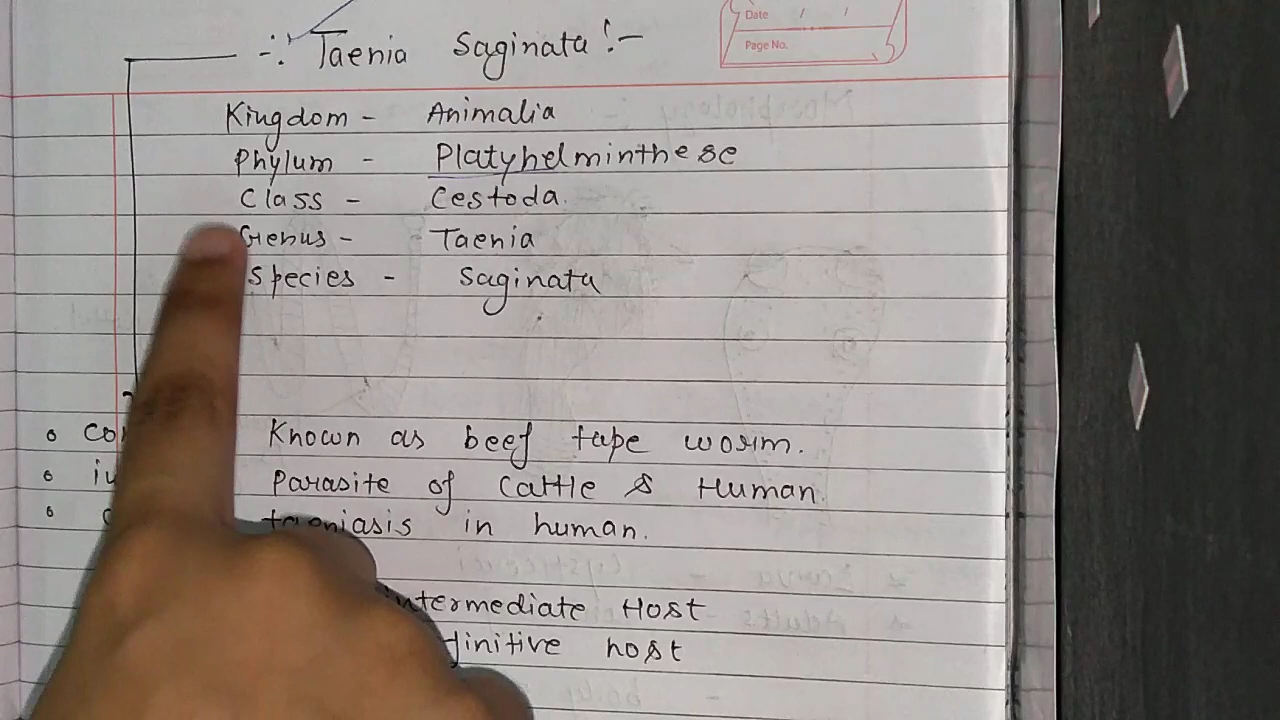 Date / /
Page No.
-: Taenia Saginata :-
Kingdom - Animalia
Phylum - Platyhelminthese
Class - Cestoda.
Genus - Taenia
Species - Saginata
Known as beef tape worm.
Parasite of Cattle & Human.
taeniasis in human.
intermediate Host
host